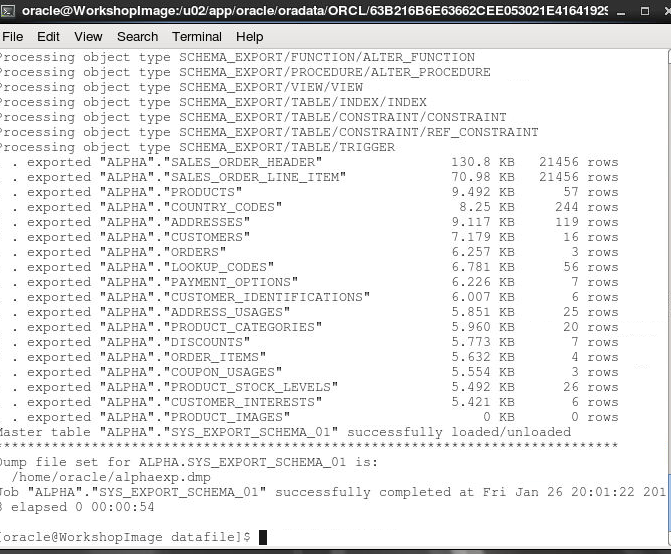 oracle@WorkshopImage:/u02/app/oracle/oradata/ORCL/63B216B6E63662CEE053021E41641929
File Edit View Search Terminal Help
Processing object type SCHEMA_EXPORT/FUNCTION/ALTER_FUNCTION
Processing object type SCHEMA_EXPORT/PROCEDURE/ALTER_PROCEDURE
Processing object type SCHEMA_EXPORT/VIEW/VIEW
Processing object type SCHEMA_EXPORT/TABLE/INDEX/INDEX
Processing object type SCHEMA_EXPORT/TABLE/CONSTRAINT/CONSTRAINT
Processing object type SCHEMA_EXPORT/TABLE/CONSTRAINT/REF_CONSTRAINT
Processing object type SCHEMA_EXPORT/TABLE/TRIGGER
. . exported "ALPHA"."SALES_ORDER_HEADER" 130.8 KB 21456 rows
. . exported "ALPHA"."SALES_ORDER_LINE_ITEM" 70.98 KB 21456 rows
. . exported "ALPHA"."PRODUCTS" 9.492 KB 57 rows
. . exported "ALPHA"."COUNTRY_CODES" 8.25 KB 244 rows
. . exported "ALPHA"."ADDRESSES" 9.117 KB 119 rows
. . exported "ALPHA"."CUSTOMERS" 7.179 KB 16 rows
. . exported "ALPHA"."ORDERS" 6.257 KB 3 rows
. . exported "ALPHA"."LOOKUP_CODES" 6.781 KB 56 rows
. . exported "ALPHA"."PAYMENT_OPTIONS" 6.226 KB 7 rows
. . exported "ALPHA"."CUSTOMER_IDENTIFICATIONS" 6.007 KB 6 rows
. . exported "ALPHA"."ADDRESS_USAGES" 5.851 KB 25 rows
. . exported "ALPHA"."PRODUCT_CATEGORIES" 5.960 KB 20 rows
. . exported "ALPHA"."DISCOUNTS" 5.773 KB 7 rows
. . exported "ALPHA"."ORDER_ITEMS" 5.632 KB 4 rows
. . exported "ALPHA"."COUPON_USAGES" 5.554 KB 3 rows
. . exported "ALPHA"."PRODUCT_STOCK_LEVELS" 5.492 KB 26 rows
. . exported "ALPHA"."CUSTOMER_INTERESTS" 5.421 KB 6 rows
. . exported "ALPHA"."PRODUCT_IMAGES" 0 KB 0 rows
Master table "ALPHA"."SYS_EXPORT_SCHEMA_01" successfully loaded/unloaded
******************************************************************************
Dump file set for ALPHA.SYS_EXPORT_SCHEMA_01 is:
/home/oracle/alphaexp.dmp
Job "ALPHA"."SYS_EXPORT_SCHEMA_01" successfully completed at Fri Jan 26 20:01:22 201
8 elapsed 0 00:00:54
[oracle@WorkshopImage datafile]$